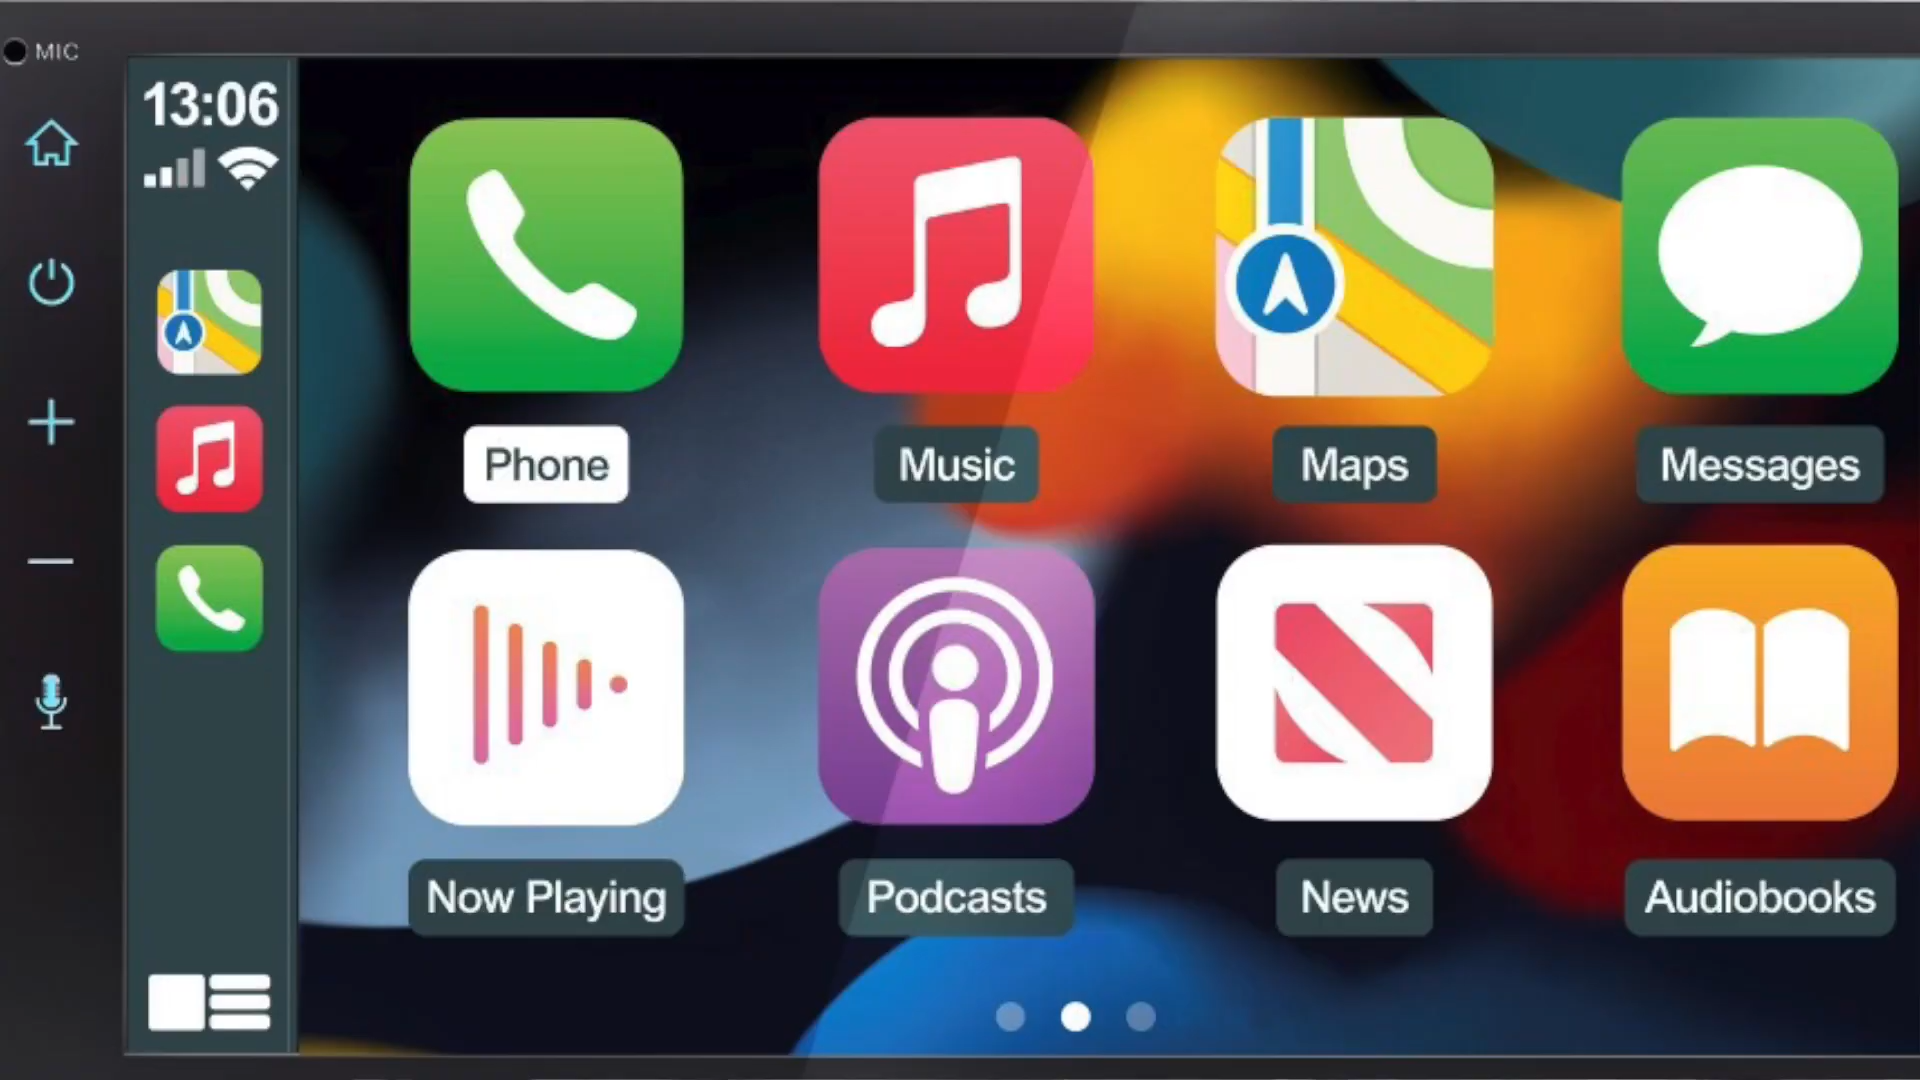 MIC
13:06
Phone
Music
Maps
Messages
Now Playing
Podcasts
News
Audiobooks